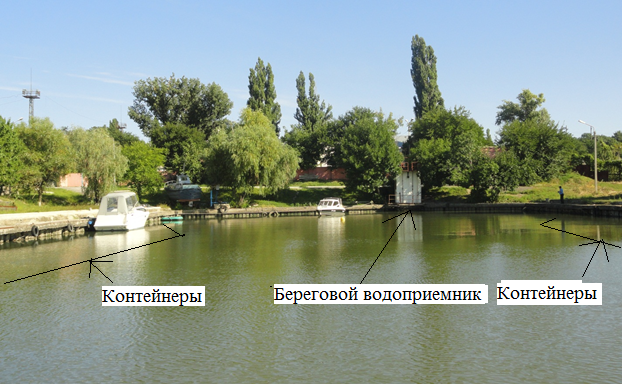 Контейнеры
Береговой водоприемник
Контейнеры